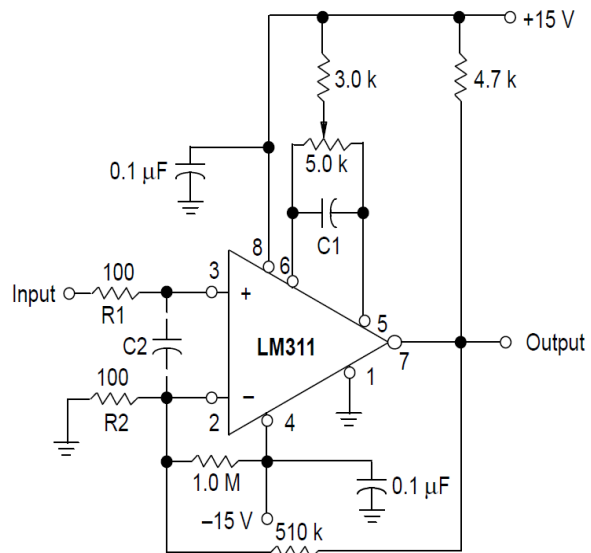 +15 V
3.0 k
4.7 k
5.0 k
0.1 μF
C1
8
6
3
100
Input
+
R1
5
C2
LM311
7
Output
100
1
–
R2
2
4
1.0 M
0.1 μF
–15 V
510 k